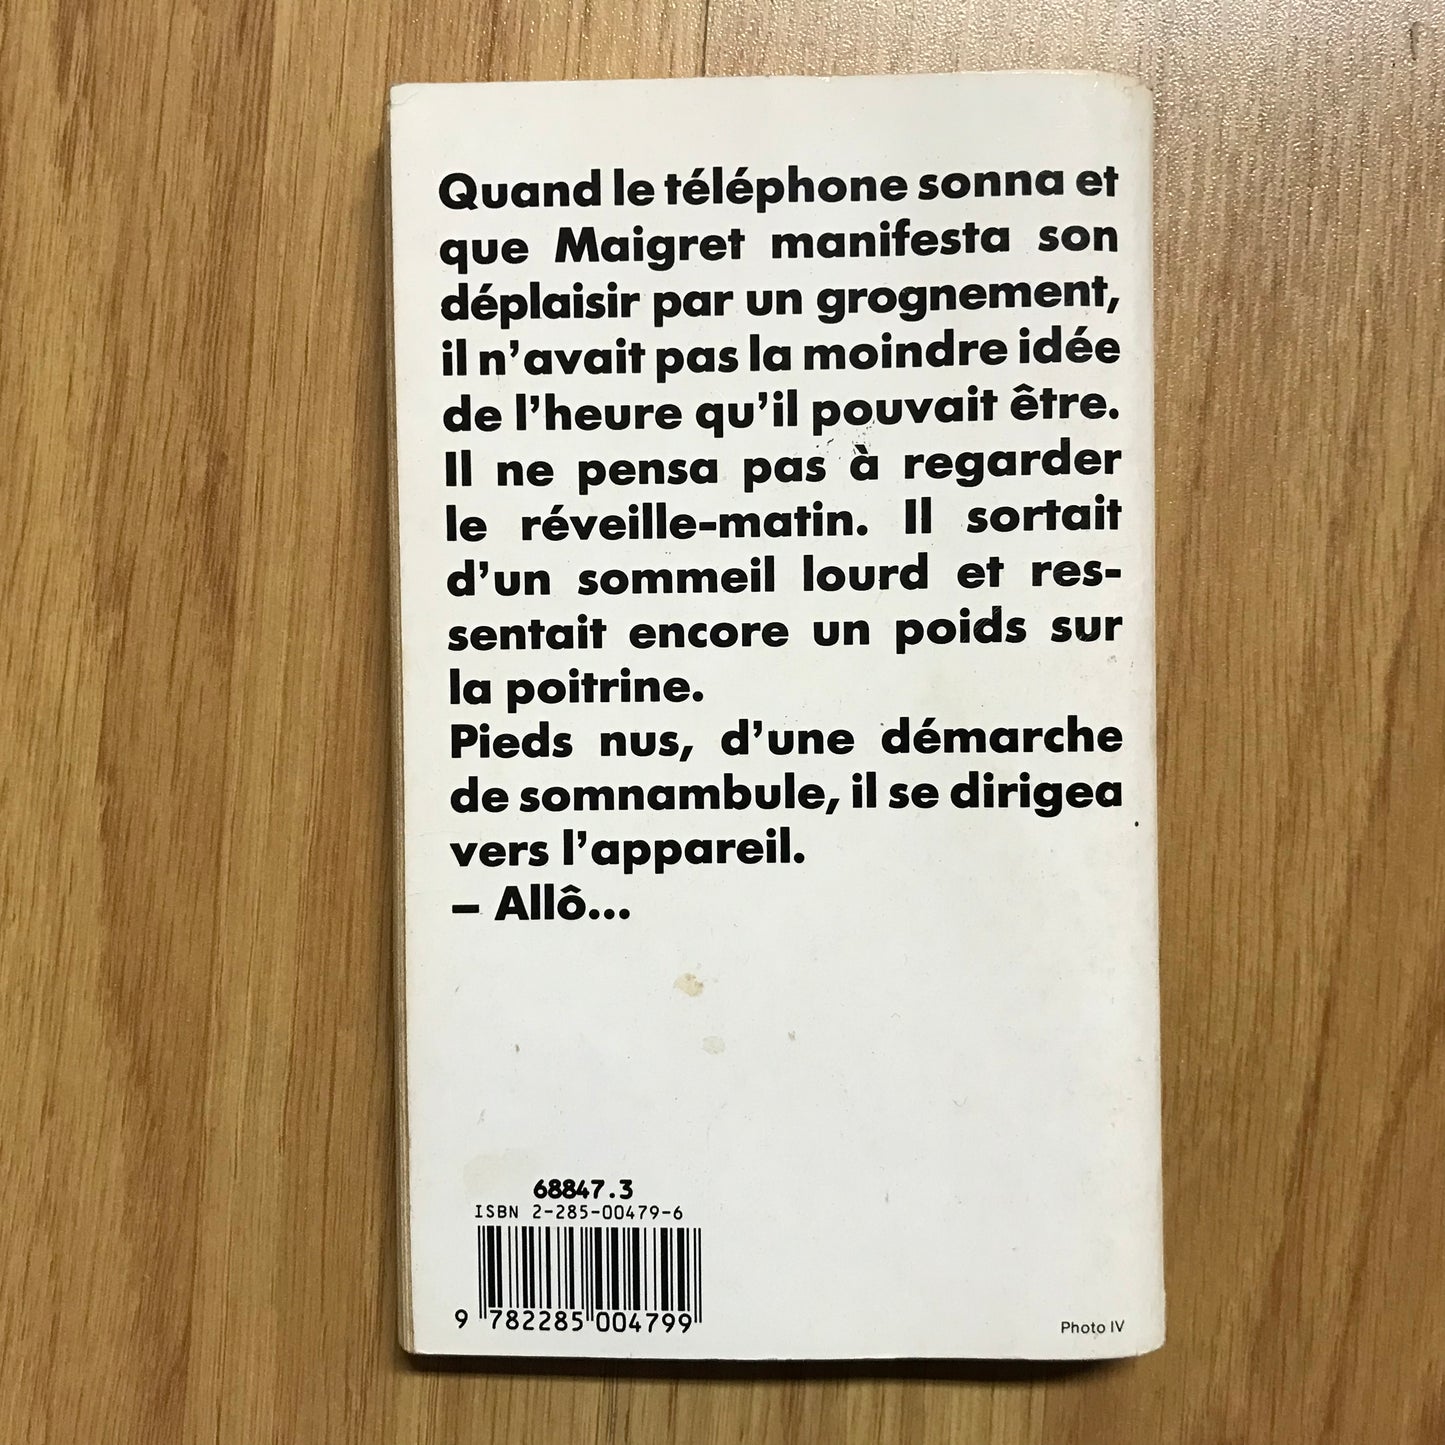 Quand le téléphone sonna et
que Maigret manifesta son
déplaisir par un grognement,
il n'avait pas la moindre idée
de l'heure qu'il pouvait être.
Il ne pensa pas à regarder
le réveille-matin. Il sortait
d'un sommeil lourd et res-
sentait encore un poids sur
la poitrine.
Pieds nus, d'une démarche
de somnambule, il se dirigea
vers l'appareil.
– Allô...
68847.3
ISBN 2-285-00479-6
9 782285 004799
Photo IV